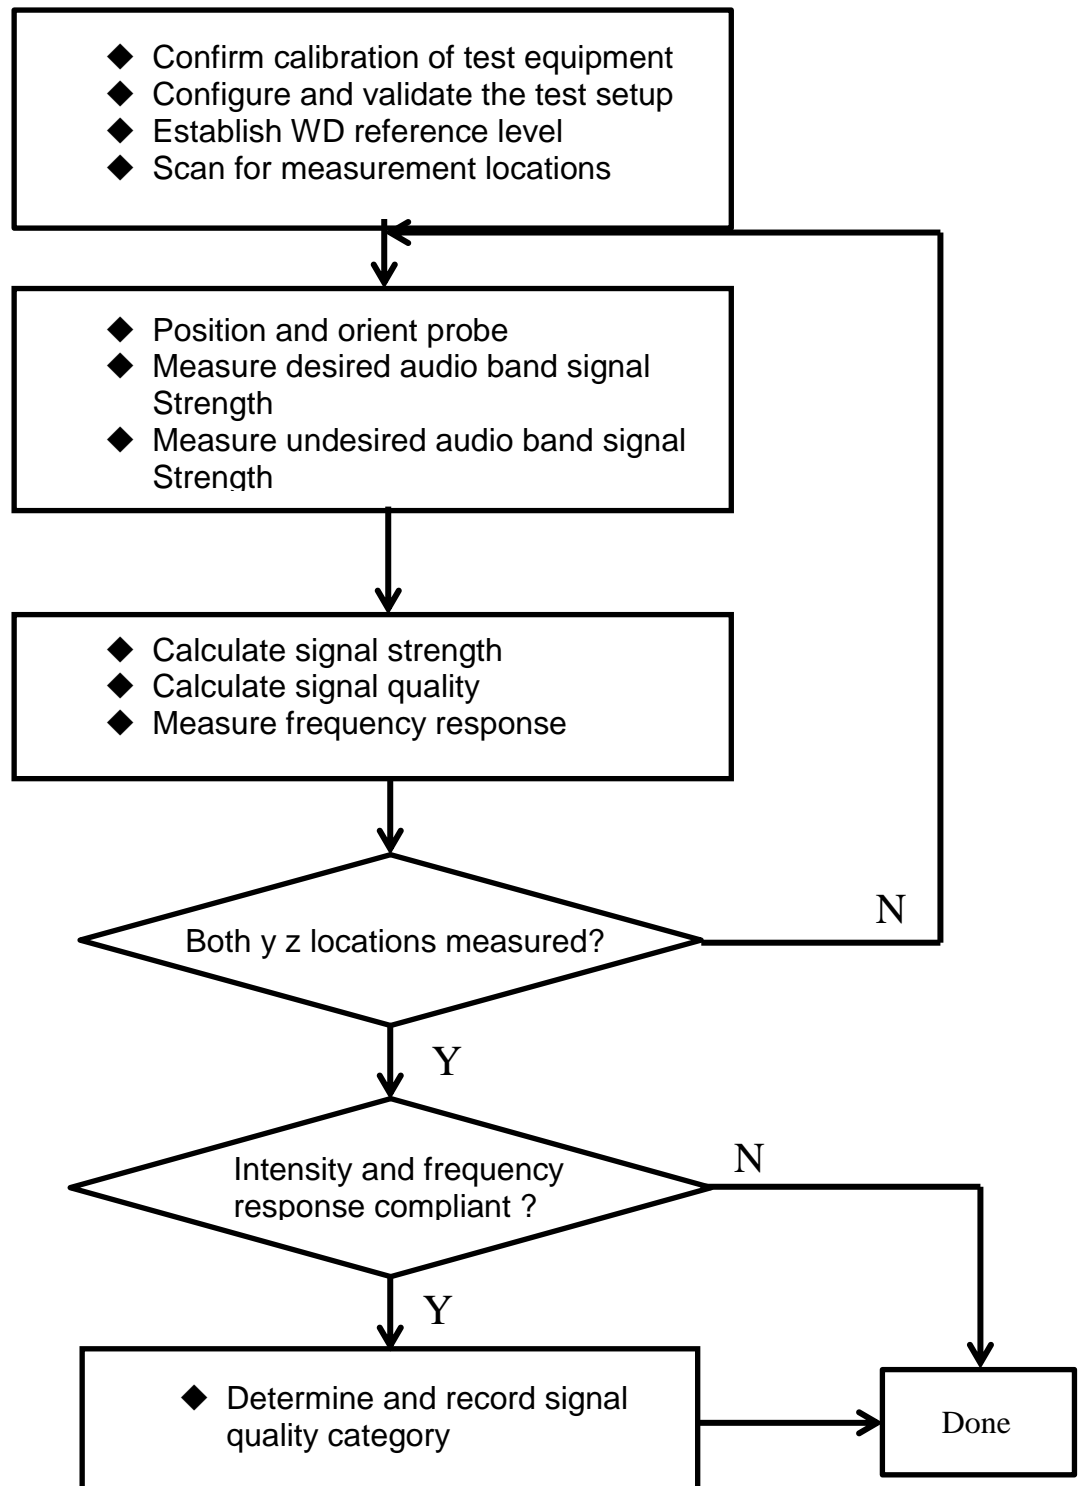 ◆ Confirm calibration of test equipment
◆ Configure and validate the test setup
◆ Establish WD reference level
◆ Scan for measurement locations
◆ Position and orient probe
◆ Measure desired audio band signal
Strength
◆ Measure undesired audio band signal
Strength
◆ Calculate signal strength
◆ Calculate signal quality
◆ Measure frequency response
Both y z locations measured?
N
Y
Intensity and frequency
response compliant ?
N
Y
◆ Determine and record signal
quality category
Done